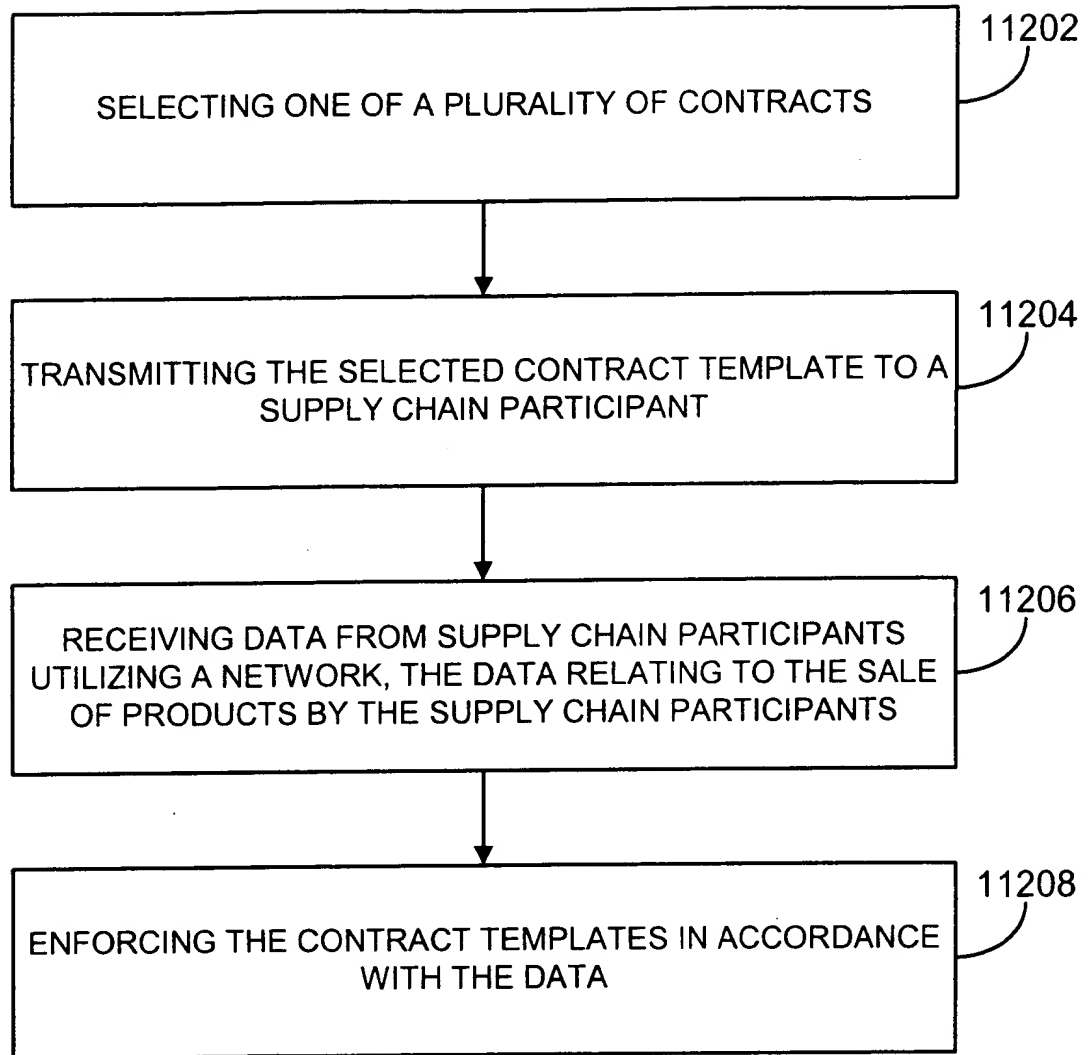 11202
SELECTING ONE OF A PLURALITY OF CONTRACTS
11204
TRANSMITTING THE SELECTED CONTRACT TEMPLATE TO A
SUPPLY CHAIN PARTICIPANT
11206
RECEIVING DATA FROM SUPPLY CHAIN PARTICIPANTS
UTILIZING A NETWORK, THE DATA RELATING TO THE SALE
OF PRODUCTS BY THE SUPPLY CHAIN PARTICIPANTS
11208
ENFORCING THE CONTRACT TEMPLATES IN ACCORDANCE
WITH THE DATA